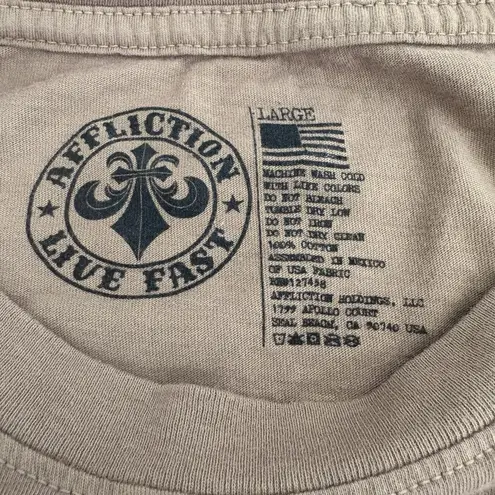 AFFLICTION
LIVE FAST
LARGE
MACHINE WASH COLD
WITH LIKE COLORS
DO NOT BLEACH
TUMBLE DRY LOW
DO NOT IRON
DO NOT DRY CLEAN
100% COTTON
ASSEMBLED IN MEXICO
OF USA FABRIC
RN#127438
AFFLICTION HOLDINGS, LLC
1799 APOLLO COURT
SEAL BEACH, CA 90740 USA